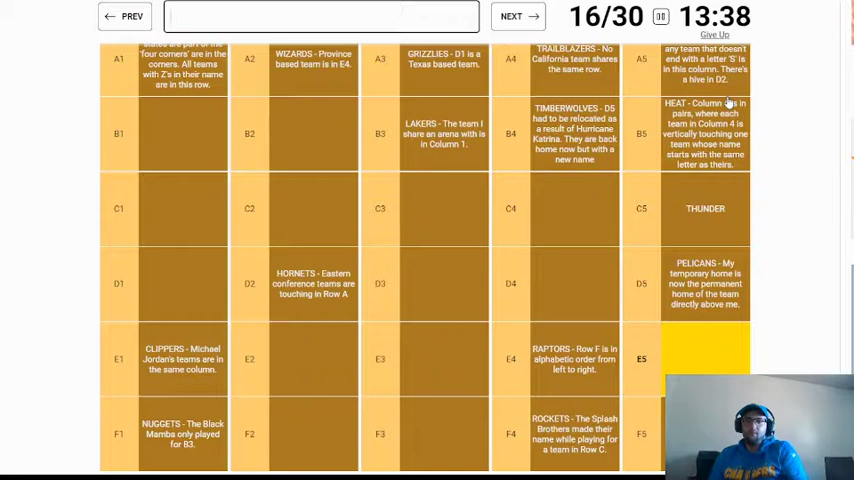 ← PREV
NEXT →
16/30
13:38
Give Up
A1
states are part of the
'four corners' are in the
corners. All teams
with Z's in their name
are in this row.
A2
WIZARDS - Province
based team is in E4.
A3
GRIZZLIES - D1 is a
Texas based team.
A4
TRAILBLAZERS - No
California team shares
the same row.
A5
any team that doesn't
end with a letter 'S' is
in this column. There's
a hive in D2.
B1
B2
B3
LAKERS - The team I
share an arena with is
in Column 1.
B4
TIMBERWOLVES - D5
had to be relocated as
a result of Hurricane
Katrina. They are back
home now but with a
new name
B5
HEAT - Column is in
pairs, where each
team in Column 4 is
vertically touching one
team whose name
starts with the same
letter as theirs.
C1
C2
C3
C4
C5
THUNDER
D1
D2
HORNETS - Eastern
conference teams are
touching in Row A
D3
D4
D5
PELICANS - My
temporary home is
now the permanent
home of the team
directly above me.
E1
CLIPPERS - Michael
Jordan's teams are in
the same column.
E2
E3
E4
RAPTORS - Row F is in
alphabetic order from
left to right.
E5
F1
NUGGETS - The Black
Mamba only played
for B3.
F2
F3
F4
ROCKETS - The Splash
Brothers made their
name while playing for
a team in Row C.
F5